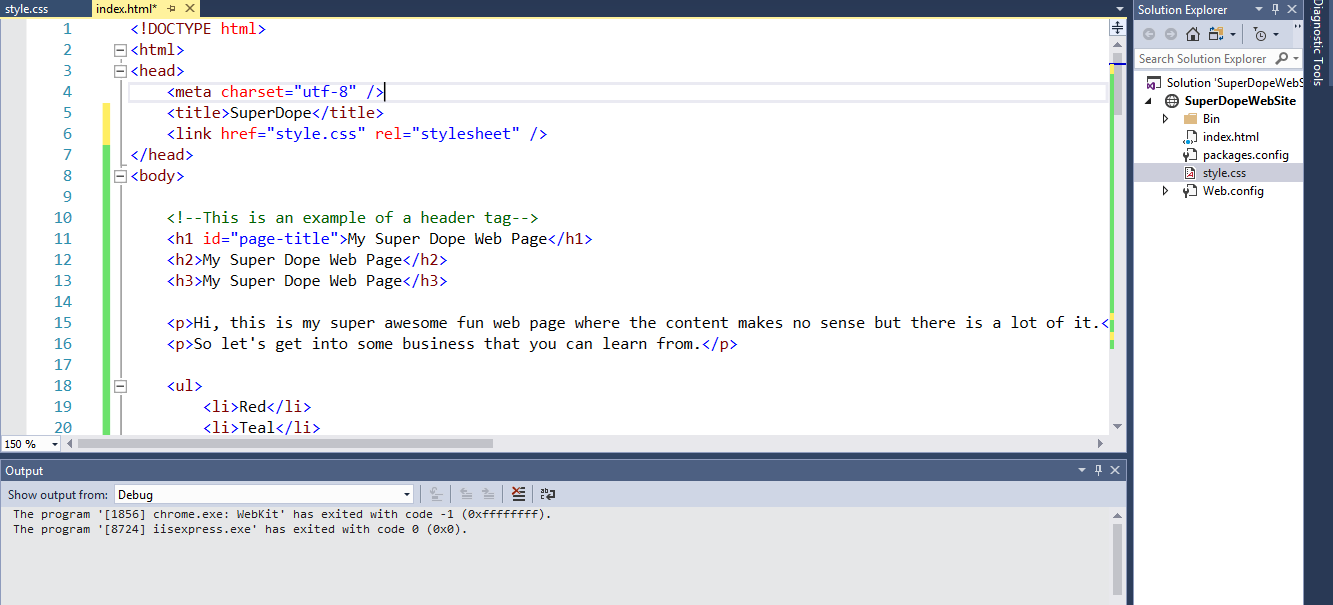 style.css
index.html*
1 <!DOCTYPE html>
2 <html>
3 <head>
4 <meta charset="utf-8" />
5 <title>SuperDope</title>
6 <link href="style.css" rel="stylesheet" />
7 </head>
8 <body>
9
10 <!--This is an example of a header tag-->
11 <h1 id="page-title">My Super Dope Web Page</h1>
12 <h2>My Super Dope Web Page</h2>
13 <h3>My Super Dope Web Page</h3>
14
15 <p>Hi, this is my super awesome fun web page where the content makes no sense but there is a lot of it.<
16 <p>So let's get into some business that you can learn from.</p>
17
18 <ul>
19 <li>Red</li>
20 <li>Teal</li>
150 %
Output
Show output from: Debug
The program '[1856] chrome.exe: WebKit' has exited with code -1 (0xffffffff).
The program '[8724] iisexpress.exe' has exited with code 0 (0x0).
Solution Explorer
Search Solution Explorer
Solution 'SuperDopeWebS
SuperDopeWebSite
Bin
index.html
packages.config
style.css
Web.config
Diagnostic Tools